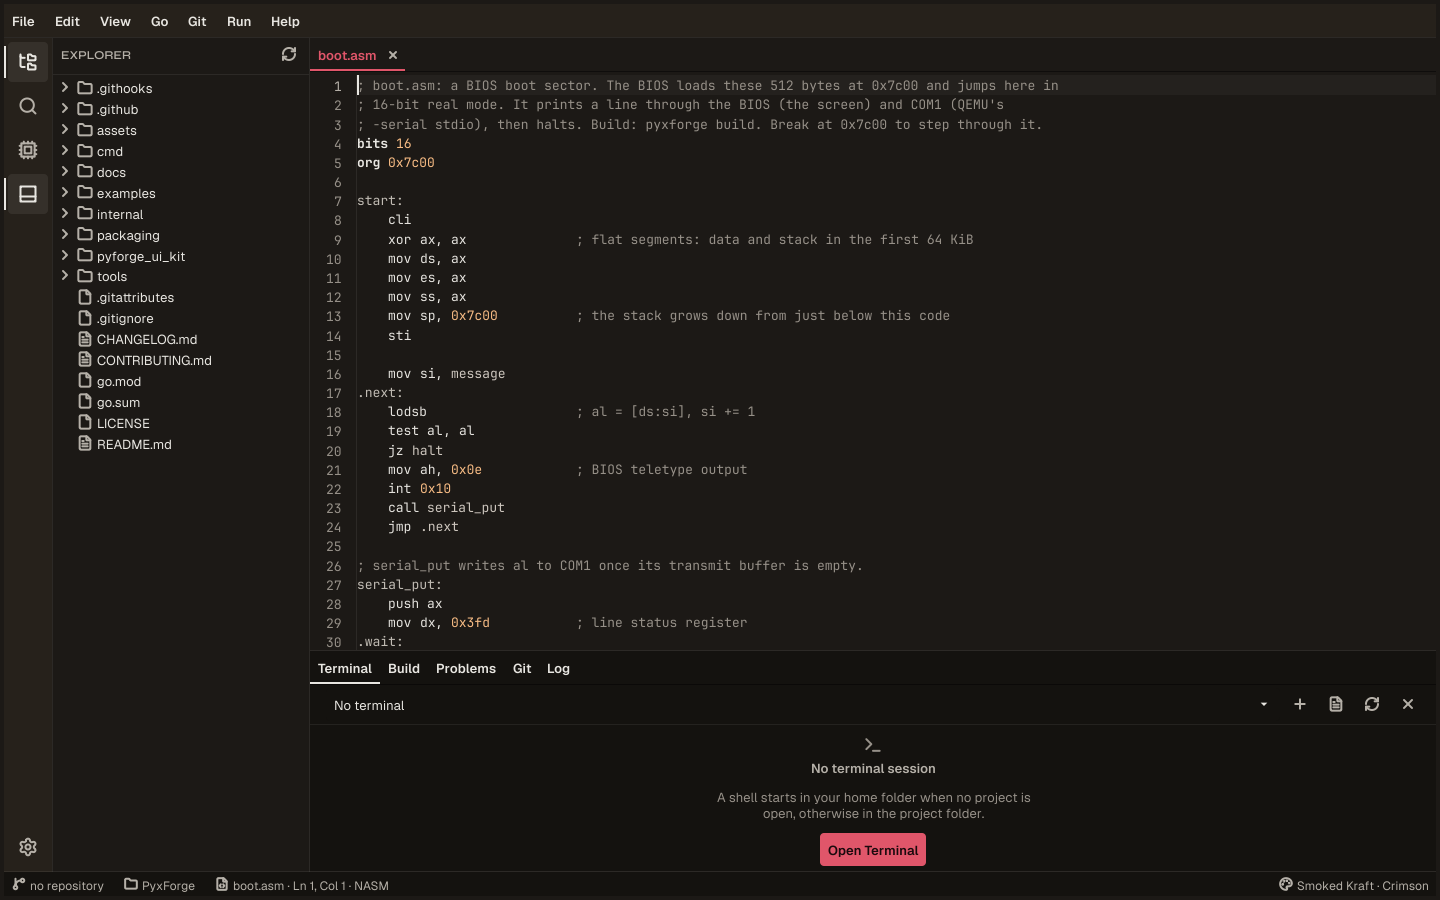 File Edit View Go Git Run Help
EXPLORER
.githooks
.github
assets
cmd
docs
examples
internal
packaging
pyforge_ui_kit
tools
.gitattributes
.gitignore
CHANGELOG.md
CONTRIBUTING.md
go.mod
go.sum
LICENSE
README.md
boot.asm
1 ; boot.asm: a BIOS boot sector. The BIOS loads these 512 bytes at 0x7c00 and jumps here in
2 ; 16-bit real mode. It prints a line through the BIOS (the screen) and COM1 (QEMU's
3 ; -serial stdio), then halts. Build: pyxforge build. Break at 0x7c00 to step through it.
4 bits 16
5 org 0x7c00
6
7 start:
8     cli
9     xor ax, ax              ; flat segments: data and stack in the first 64 KiB
10     mov ds, ax
11     mov es, ax
12     mov ss, ax
13     mov sp, 0x7c00          ; the stack grows down from just below this code
14     sti
15
16     mov si, message
17 .next:
18     lodsb                   ; al = [ds:si], si += 1
19     test al, al
20     jz halt
21     mov ah, 0x0e            ; BIOS teletype output
22     int 0x10
23     call serial_put
24     jmp .next
25
26 ; serial_put writes al to COM1 once its transmit buffer is empty.
27 serial_put:
28     push ax
29     mov dx, 0x3fd           ; line status register
30 .wait:
Terminal Build Problems Git Log
No terminal
No terminal session
A shell starts in your home folder when no project is
open, otherwise in the project folder.
Open Terminal
no repository PyxForge boot.asm · Ln 1, Col 1 · NASM Smoked Kraft · Crimson